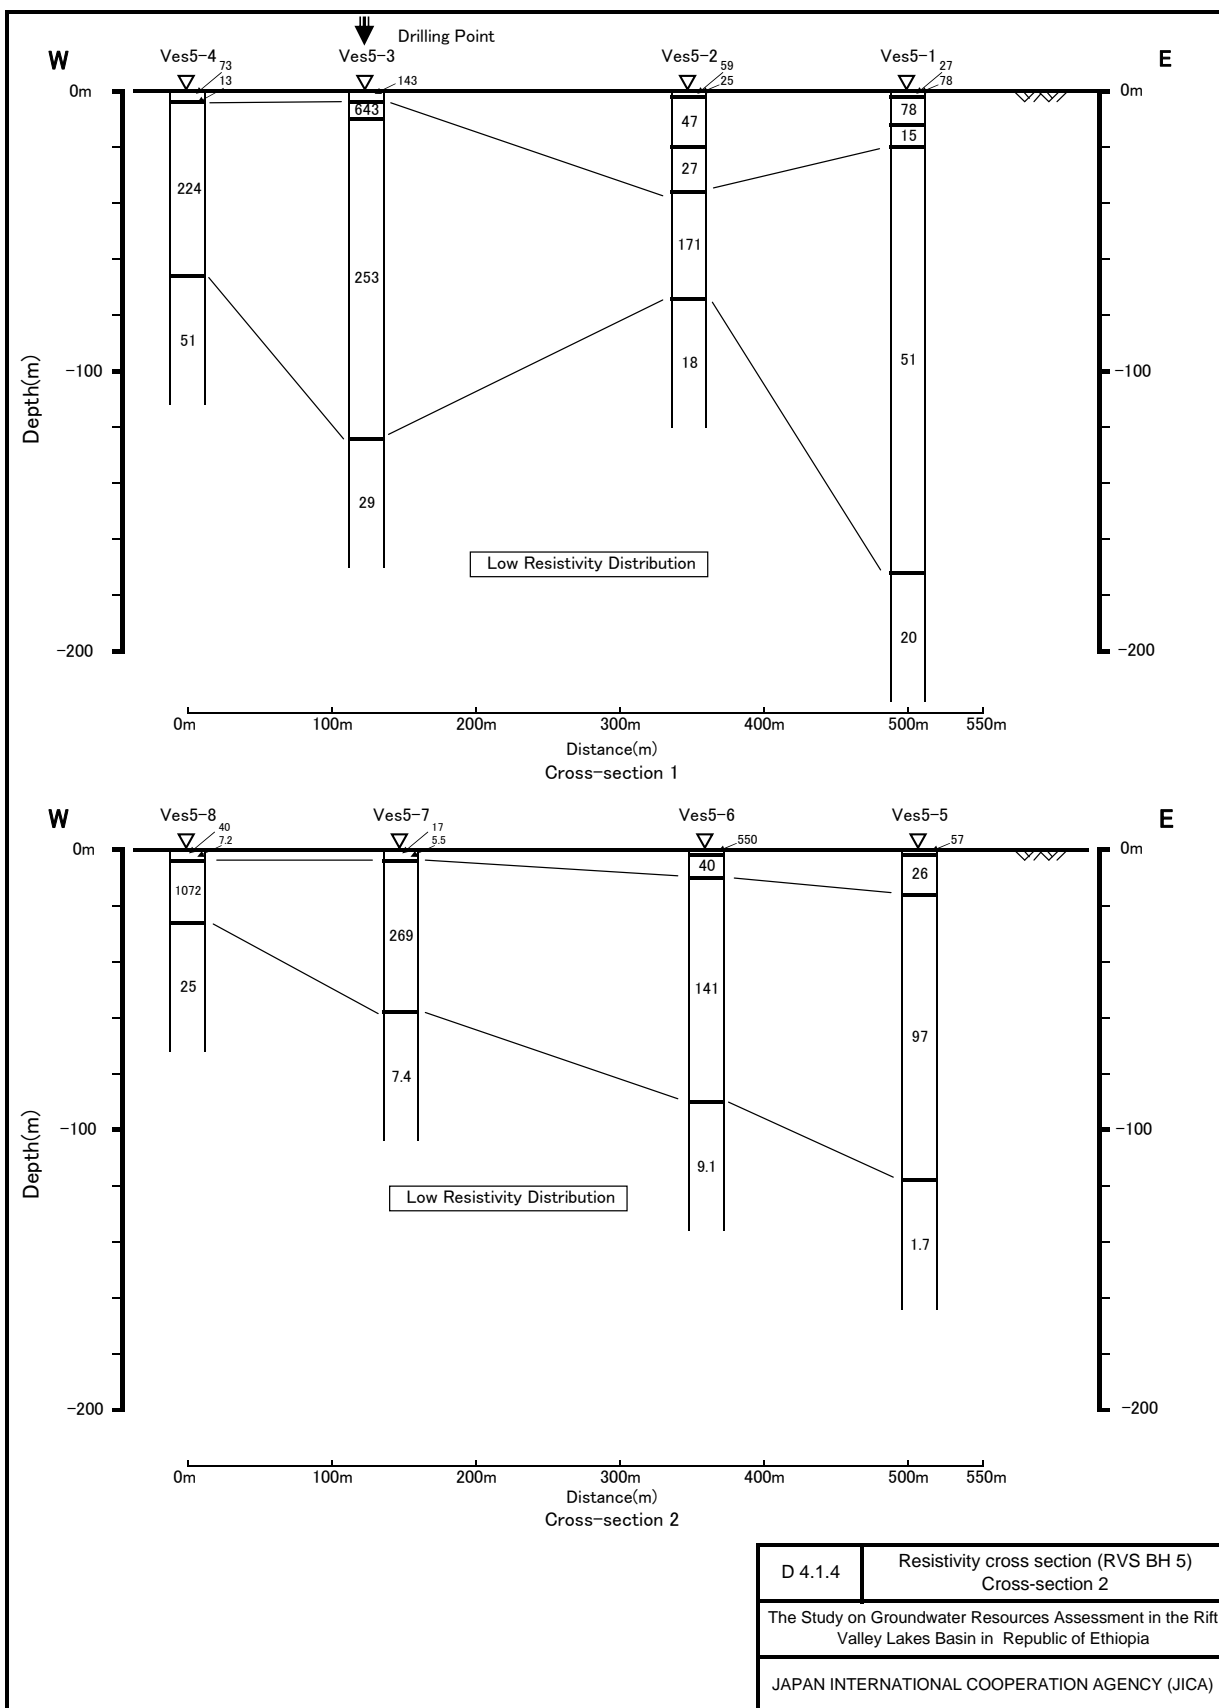 Drilling Point
W
Ves5-4
Ves5-3
Ves5-2
Ves5-1
E
73
13
143
59
25
27
78
0m
0m
643
47
78
15
27
224
171
253
51
18
51
-100
-100
Depth(m)
29
Low Resistivity Distribution
20
-200
-200
0m
100m
200m
300m
400m
500m
550m
Distance(m)
Cross-section 1
W
Ves5-8
Ves5-7
Ves5-6
Ves5-5
E
40
7.2
17
5.5
550
57
0m
0m
40
26
1072
269
25
141
97
7.4
-100
-100
Depth(m)
9.1
Low Resistivity Distribution
1.7
-200
-200
0m
100m
200m
300m
400m
500m
550m
Distance(m)
Cross-section 2
D 4.1.4
Resistivity cross section (RVS BH 5)
Cross-section 2
The Study on Groundwater Resources Assessment in the Rift
Valley Lakes Basin in Republic of Ethiopia
JAPAN INTERNATIONAL COOPERATION AGENCY (JICA)